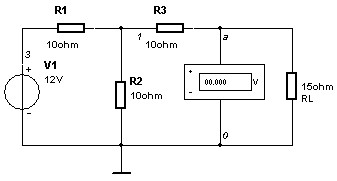 R1
R3
3
10ohm
1
10ohm
a
+
V1
12V
R2
10ohm
+
00.000
V
-
15ohm
RL
-
0